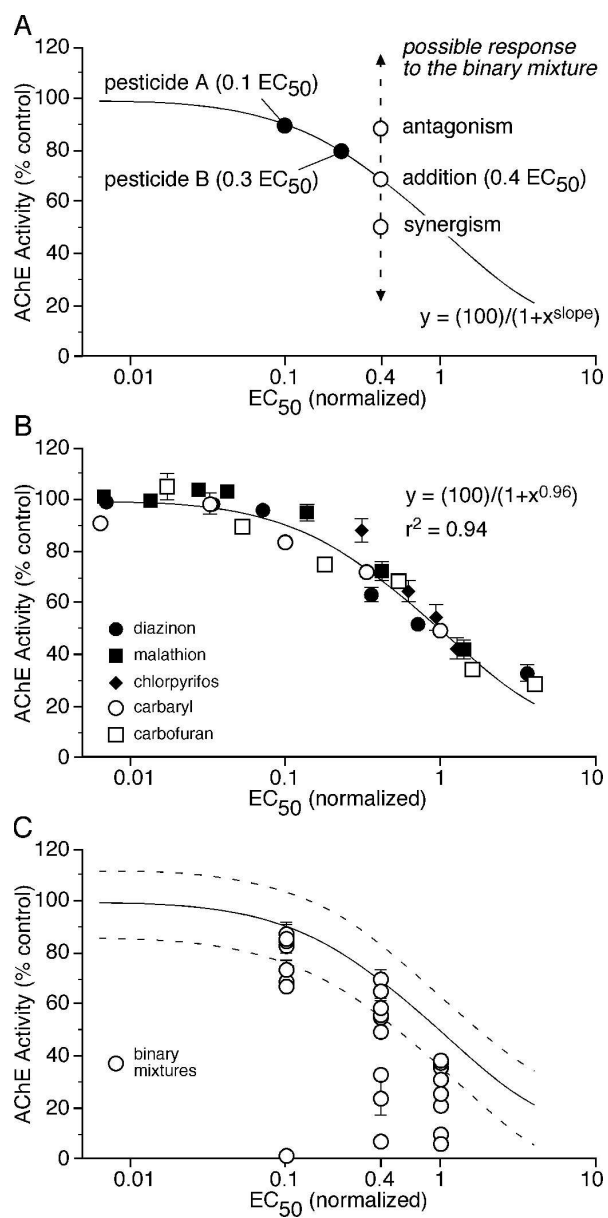 A
120
100
80
60
40
20
0
AChE Activity (% control)
possible response
to the binary mixture
pesticide A (0.1 EC50)
antagonism
pesticide B (0.3 EC50)
addition (0.4 EC50)
synergism
y = (100)/(1+x^slope)
0.01 0.1 0.4 1 10
EC50 (normalized)
B
120
100
80
60
40
20
0
AChE Activity (% control)
y = (100)/(1+x^0.96)
r² = 0.94
diazinon
malathion
chlorpyrifos
carbaryl
carbofuran
0.01 0.1 1 10
EC50 (normalized)
C
120
100
80
60
40
20
0
AChE Activity (% control)
binary
mixtures
0.01 0.1 0.4 1 10
EC50 (normalized)